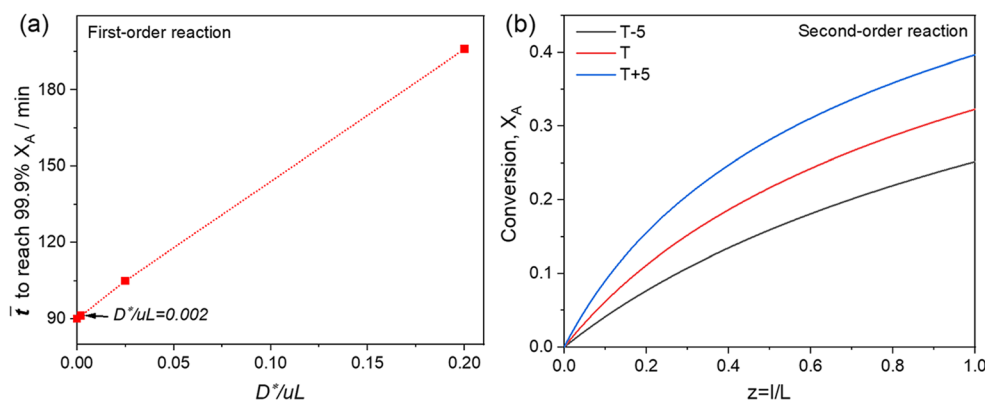 (a)
First-order reaction
t̄ to reach 99.9% X_A / min
180
150
120
90
D*/uL=0.002
0.00
0.05
0.10
0.15
0.20
D*/uL
(b)
Second-order reaction
T-5
T
T+5
Conversion, X_A
0.4
0.3
0.2
0.1
0.0
0.0
0.2
0.4
0.6
0.8
1.0
z=l/L